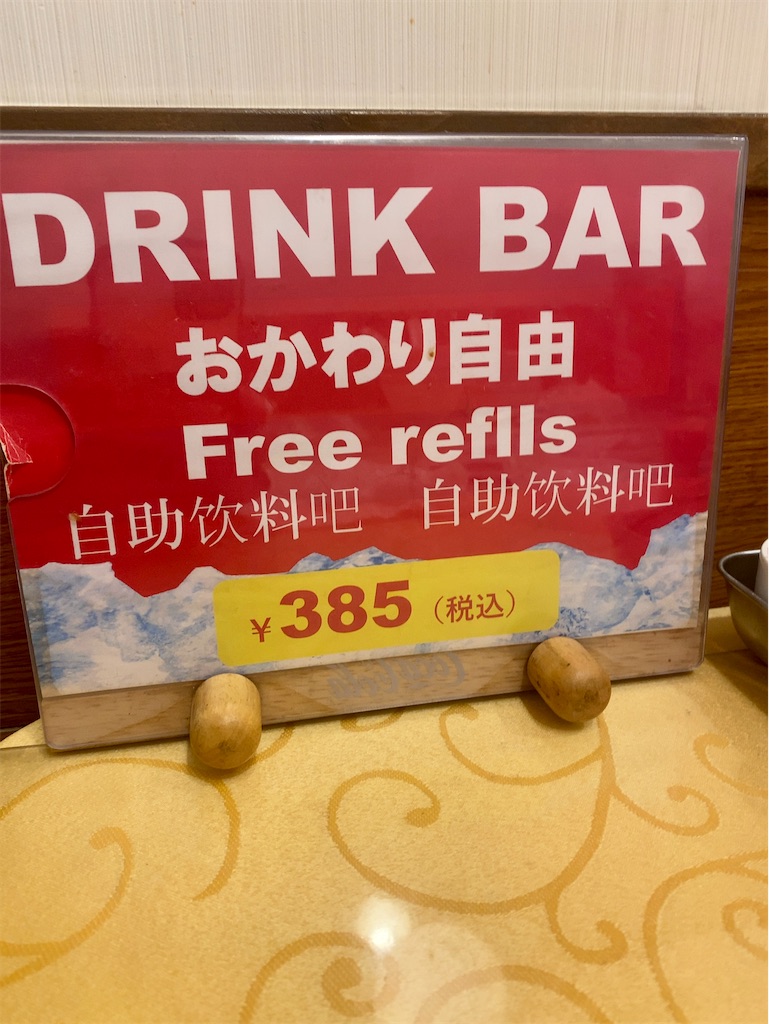 DRINK BAR
おかわり自由
Free reflls
自助饮料吧 自助饮料吧
¥385（税込）